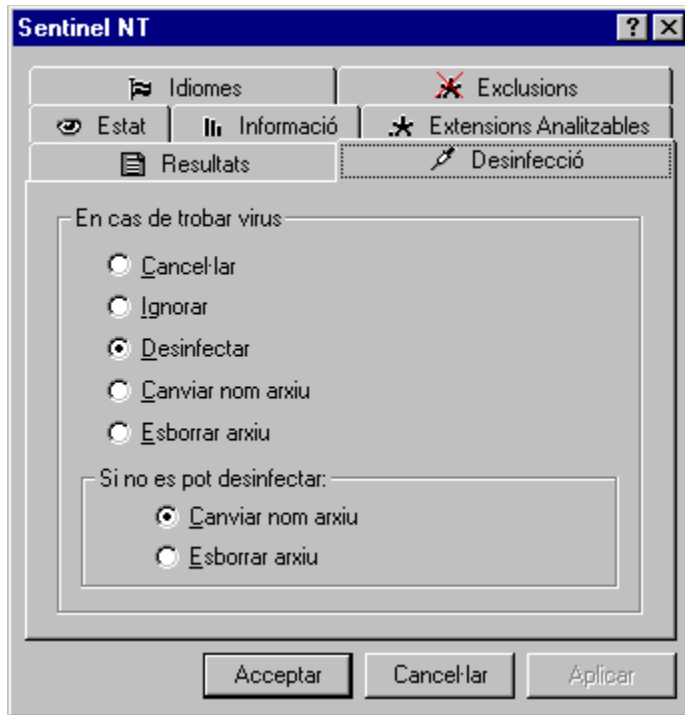 Sentinel NT
Idiomes Exclusions
Estat Informació Extensions Analitzables
Resultats Desinfecció
En cas de trobar virus
Cancel·lar
Ignorar
Desinfectar
Canviar nom arxiu
Esborrar arxiu
Si no es pot desinfectar:
Canviar nom arxiu
Esborrar arxiu
Acceptar Cancel·lar Aplicar